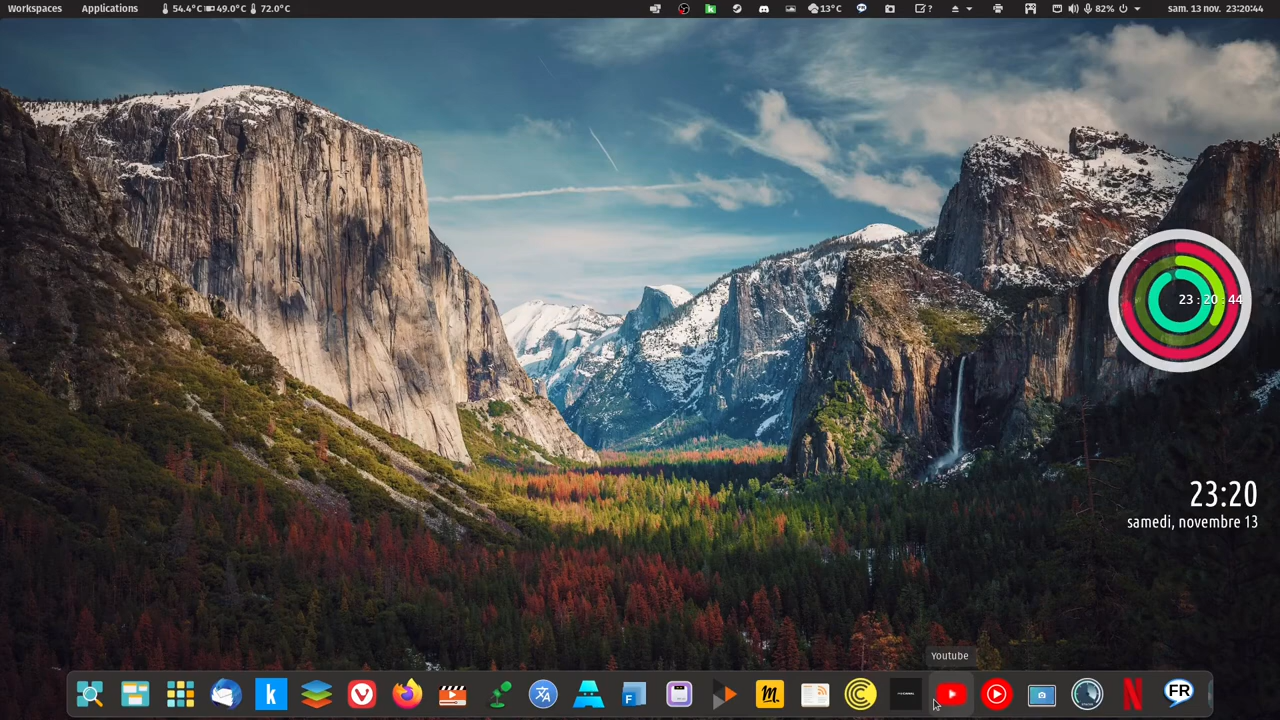 Workspaces Applications 54.4°C 49.0°C 72.0°C 13°C 82% sam. 13 nov. 23:20:44
23 : 20 : 44
23:20
samedi, novembre 13
Youtube
FR